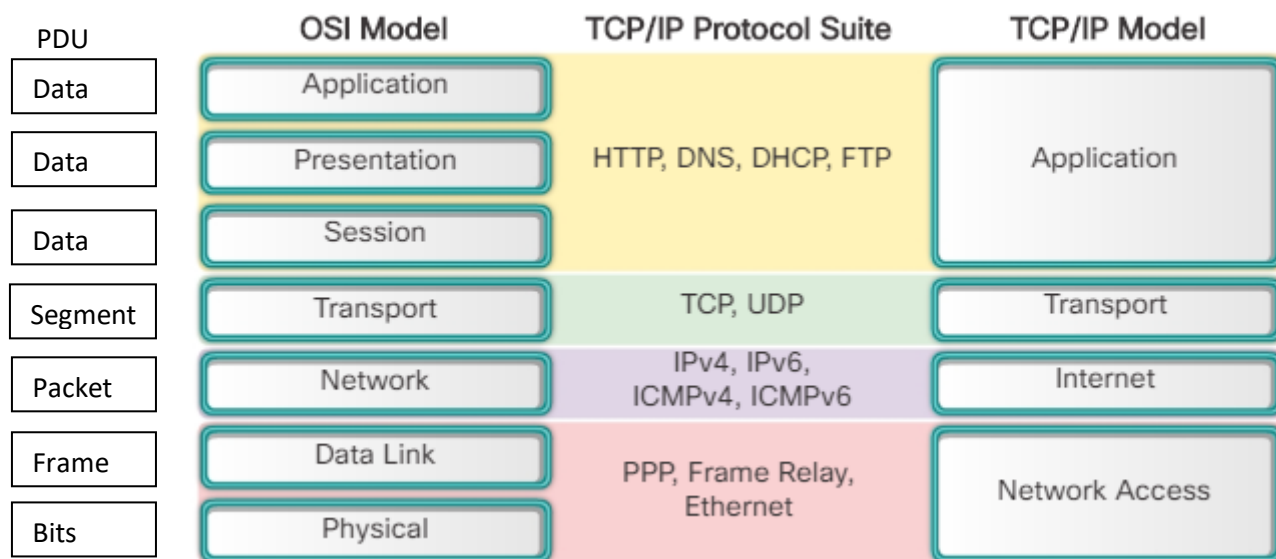 PDU OSI Model TCP/IP Protocol Suite TCP/IP Model
Data Application
Data Presentation HTTP, DNS, DHCP, FTP Application
Data Session
Segment Transport TCP, UDP Transport
Packet Network IPv4, IPv6, Internet
ICMPv4, ICMPv6
Frame Data Link PPP, Frame Relay, Network Access
Ethernet
Bits Physical